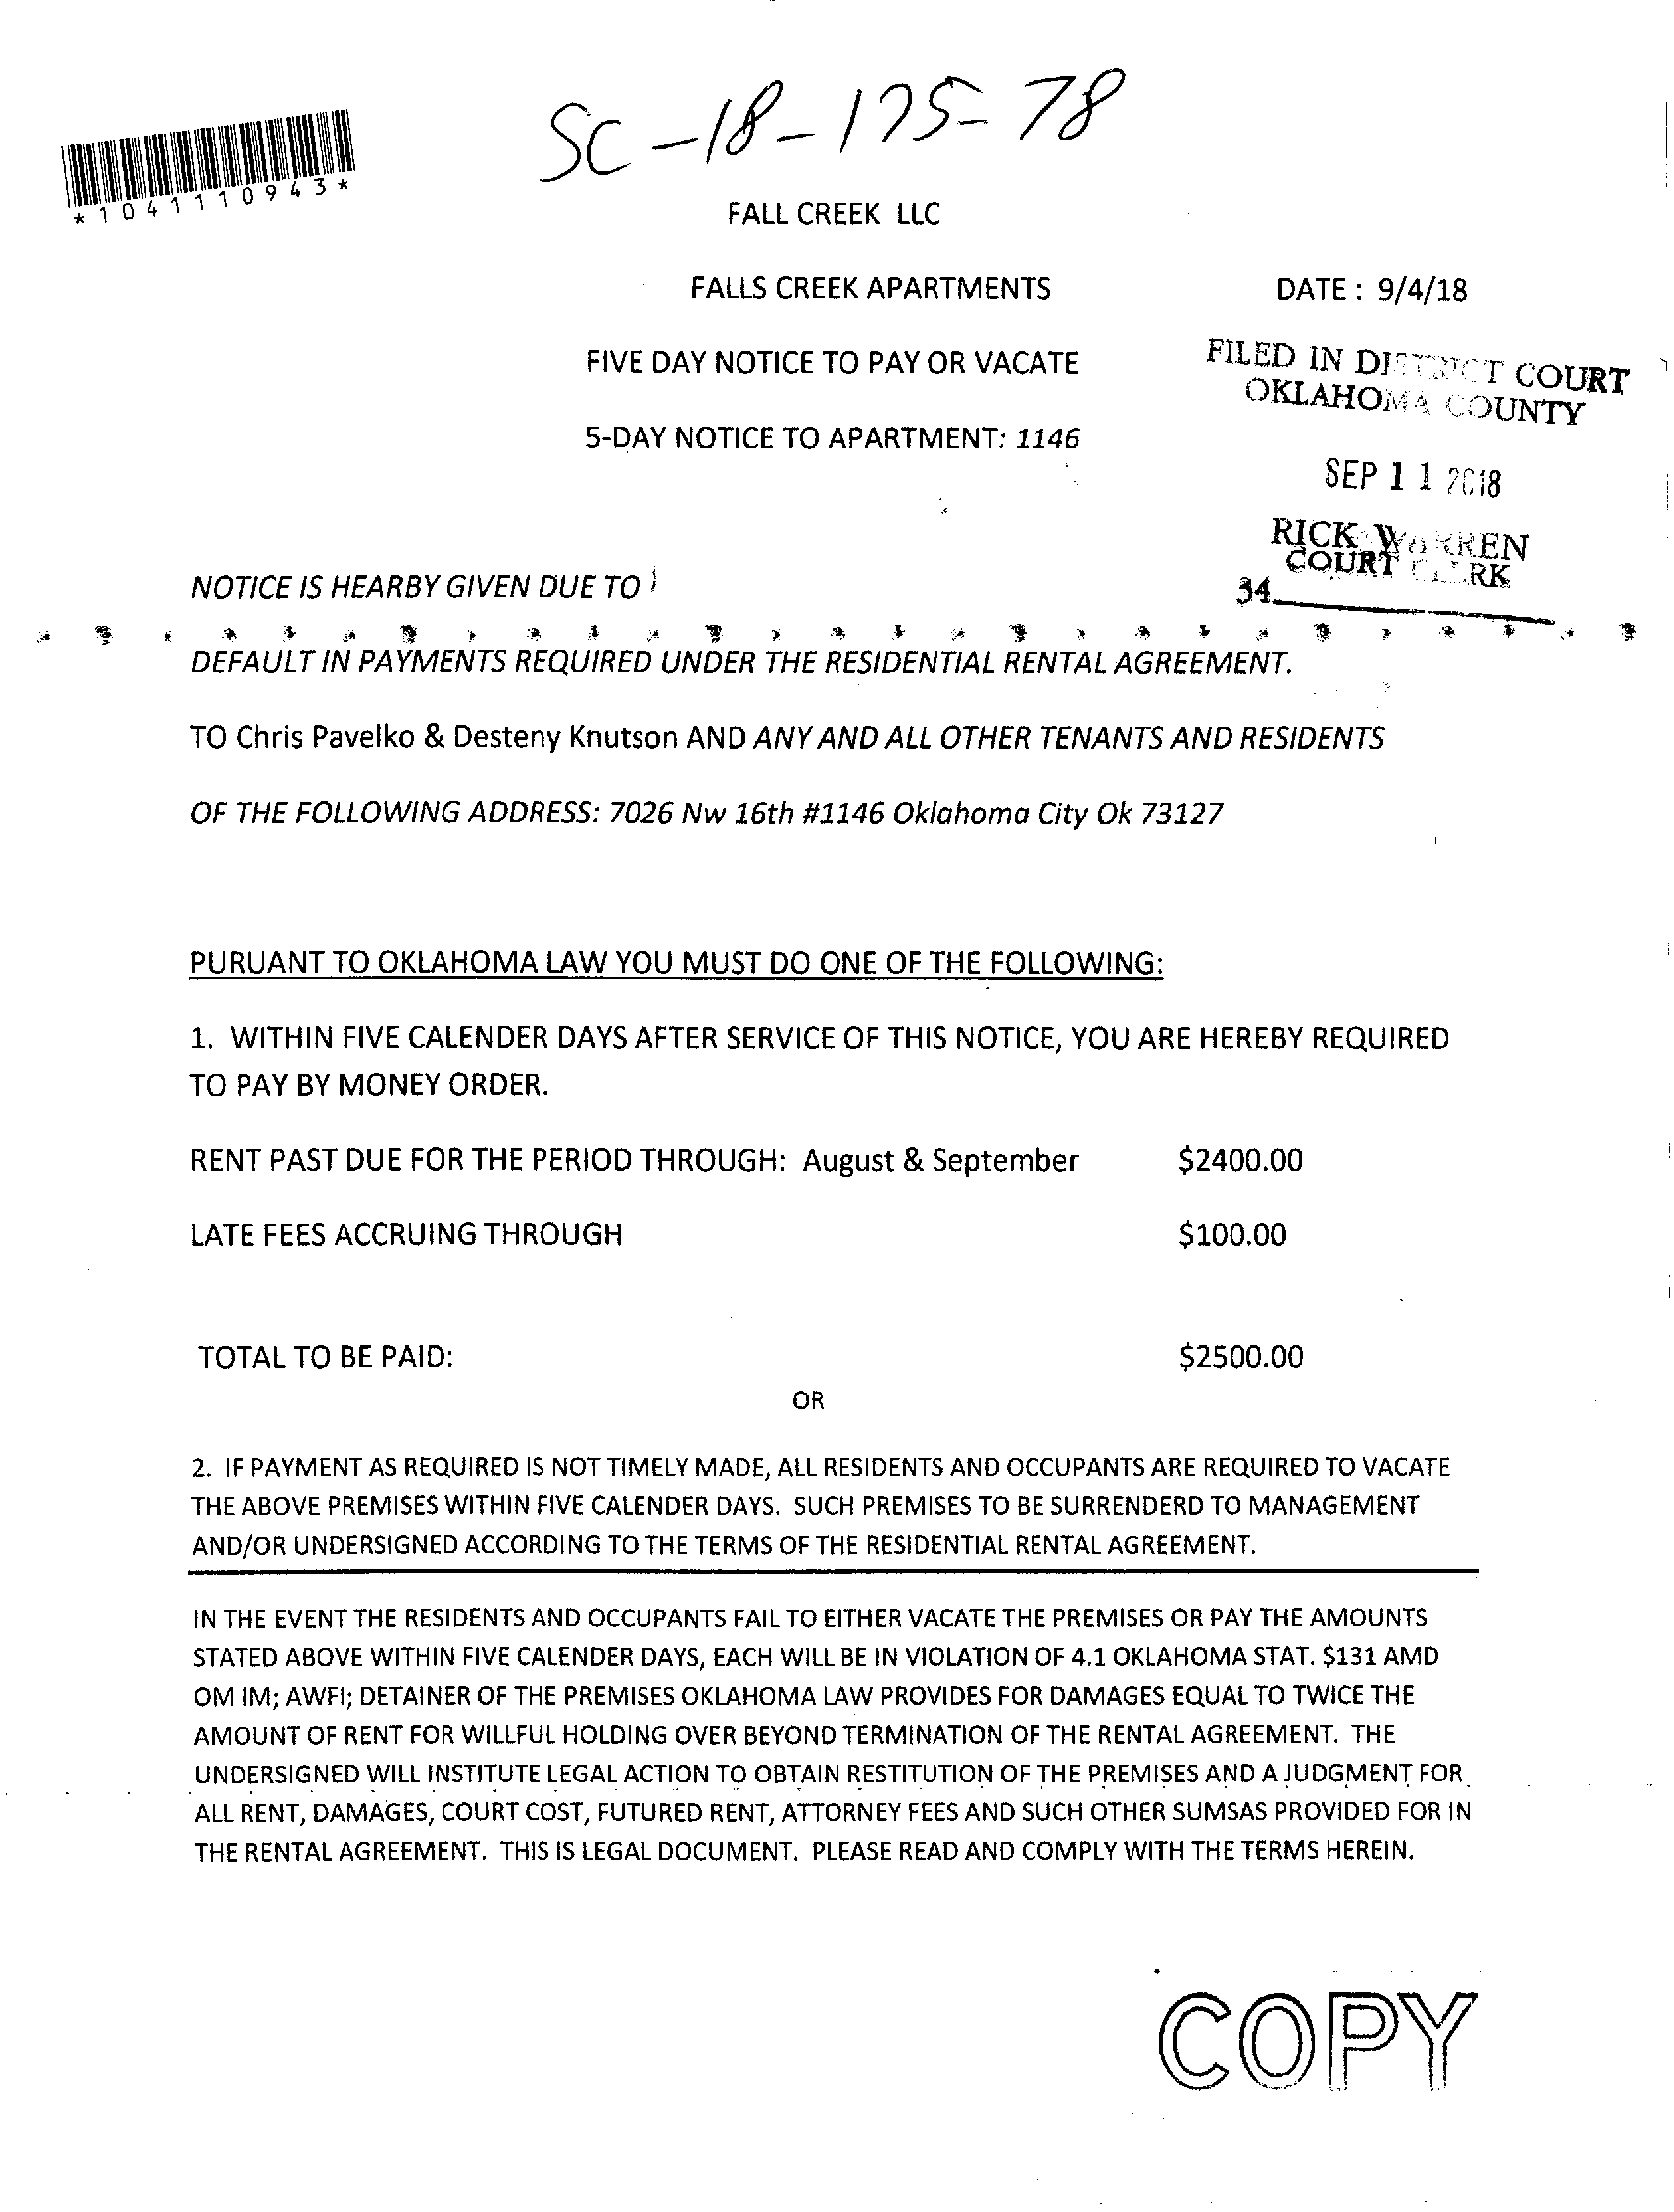 SC-18-175-78
*1041110943*
FALL CREEK LLC
FALLS CREEK APARTMENTS
DATE : 9/4/18
FIVE DAY NOTICE TO PAY OR VACATE
FILED IN DISTRICT COURT
OKLAHOMA COUNTY
5-DAY NOTICE TO APARTMENT: 1146
SEP 11 2018
RICK WARREN
COURT CLERK
34
NOTICE IS HEARBY GIVEN DUE TO
DEFAULT IN PAYMENTS REQUIRED UNDER THE RESIDENTIAL RENTAL AGREEMENT.
TO Chris Pavelko & Desteny Knutson AND ANY AND ALL OTHER TENANTS AND RESIDENTS
OF THE FOLLOWING ADDRESS: 7026 Nw 16th #1146 Oklahoma City Ok 73127
PURUANT TO OKLAHOMA LAW YOU MUST DO ONE OF THE FOLLOWING:
1. WITHIN FIVE CALENDER DAYS AFTER SERVICE OF THIS NOTICE, YOU ARE HEREBY REQUIRED
TO PAY BY MONEY ORDER.
RENT PAST DUE FOR THE PERIOD THROUGH: August & September $2400.00
LATE FEES ACCRUING THROUGH $100.00
TOTAL TO BE PAID: $2500.00
OR
2. IF PAYMENT AS REQUIRED IS NOT TIMELY MADE, ALL RESIDENTS AND OCCUPANTS ARE REQUIRED TO VACATE
THE ABOVE PREMISES WITHIN FIVE CALENDER DAYS. SUCH PREMISES TO BE SURRENDERD TO MANAGEMENT
AND/OR UNDERSIGNED ACCORDING TO THE TERMS OF THE RESIDENTIAL RENTAL AGREEMENT.
IN THE EVENT THE RESIDENTS AND OCCUPANTS FAIL TO EITHER VACATE THE PREMISES OR PAY THE AMOUNTS
STATED ABOVE WITHIN FIVE CALENDER DAYS, EACH WILL BE IN VIOLATION OF 4.1 OKLAHOMA STAT. $131 AMD
OM IM; AWFI; DETAINER OF THE PREMISES OKLAHOMA LAW PROVIDES FOR DAMAGES EQUAL TO TWICE THE
AMOUNT OF RENT FOR WILLFUL HOLDING OVER BEYOND TERMINATION OF THE RENTAL AGREEMENT. THE
UNDERSIGNED WILL INSTITUTE LEGAL ACTION TO OBTAIN RESTITUTION OF THE PREMISES AND A JUDGMENT FOR
ALL RENT, DAMAGES, COURT COST, FUTURED RENT, ATTORNEY FEES AND SUCH OTHER SUMSAS PROVIDED FOR IN
THE RENTAL AGREEMENT. THIS IS LEGAL DOCUMENT. PLEASE READ AND COMPLY WITH THE TERMS HEREIN.
COPY